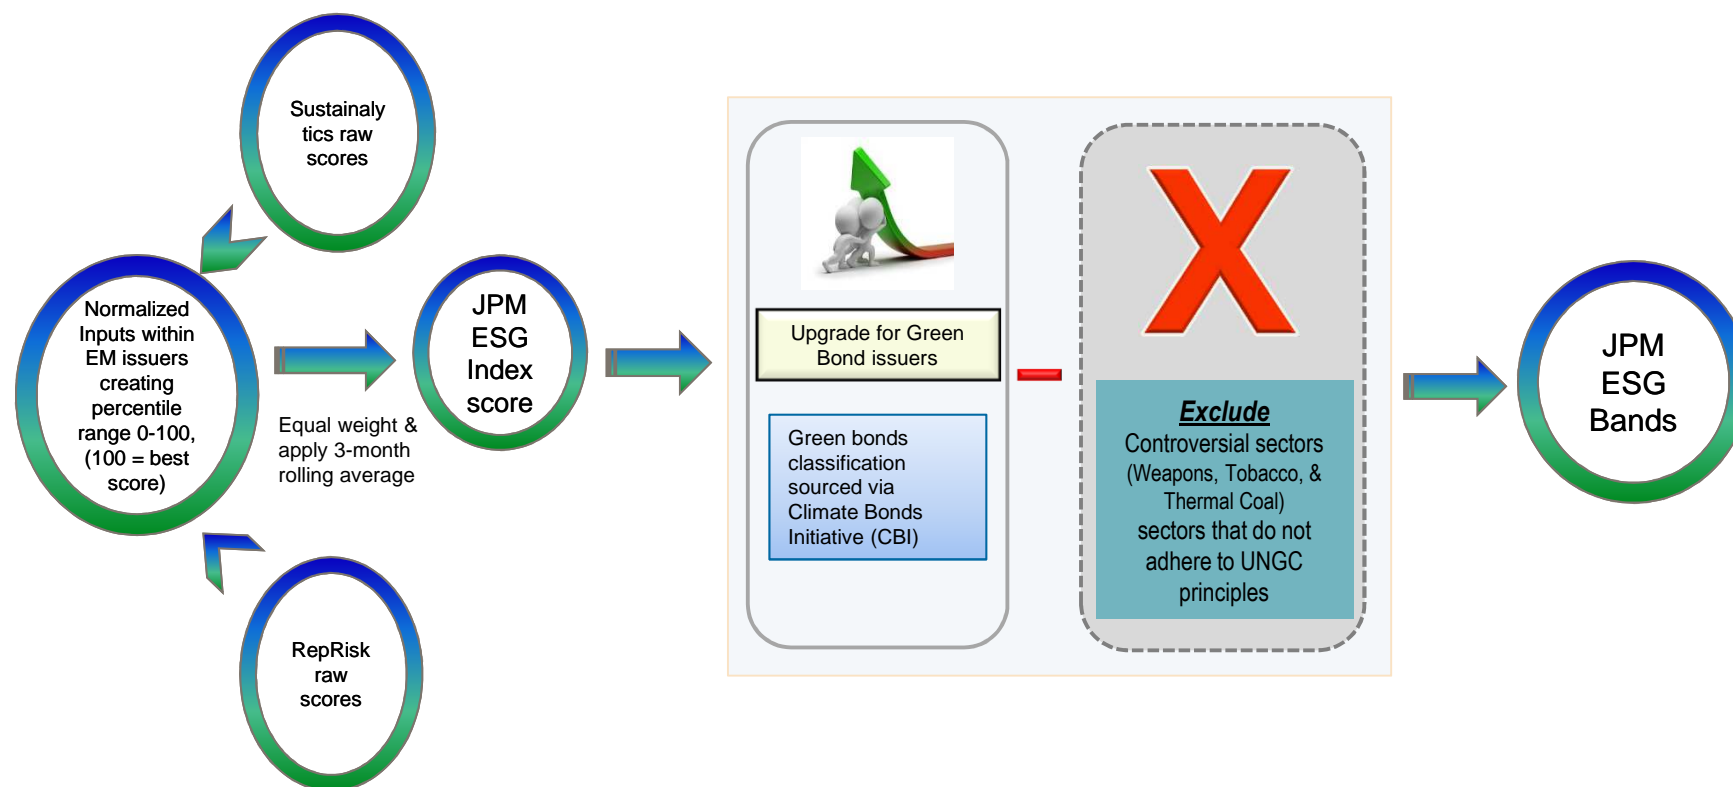 Sustainaly
tics raw
scores
Normalized
Inputs within
EM issuers
creating
percentile
range 0-100,
(100 = best
score)
RepRisk
raw
scores
Equal weight &
apply 3-month
rolling average
JPM
ESG
Index
score
Upgrade for Green
Bond issuers
Green bonds
classification
sourced via
Climate Bonds
Initiative (CBI)
X
Exclude
Controversial sectors
(Weapons, Tobacco, &
Thermal Coal)
sectors that do not
adhere to UNGC
principles
JPM
ESG
Bands